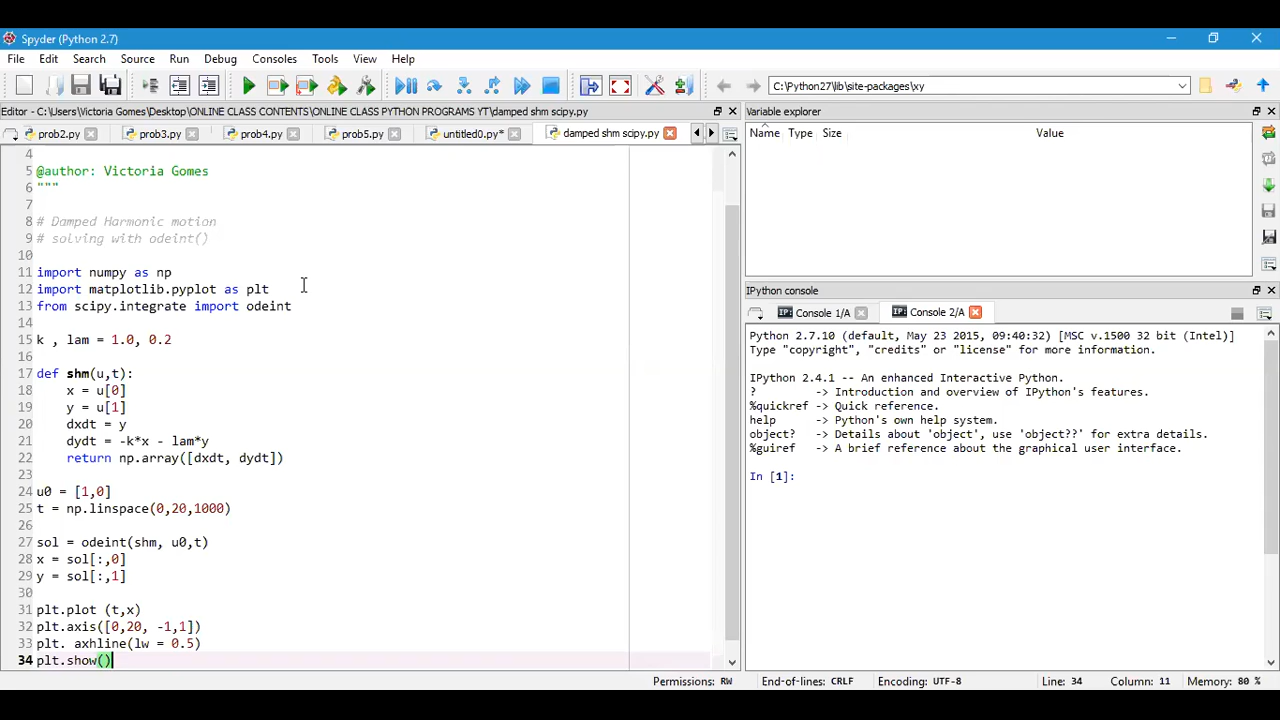 Spyder (Python 2.7)
File Edit Search Source Run Debug Consoles Tools View Help
C:\Python27\lib\site-packages\xy
Editor - C:\Users\Victoria Gomes\Desktop\ONLINE CLASS CONTENTS\ONLINE CLASS PYTHON PROGRAMS YT\damped shm scipy.py
prob2.py prob3.py prob4.py prob5.py untitled0.py* damped shm scipy.py
4
5 @author: Victoria Gomes
6 """
7
8 # Damped Harmonic motion
9 # solving with odeint()
10
11 import numpy as np
12 import matplotlib.pyplot as plt
13 from scipy.integrate import odeint
14
15 k , lam = 1.0, 0.2
16
17 def shm(u,t):
18 x = u[0]
19 y = u[1]
20 dxdt = y
21 dydt = -k*x - lam*y
22 return np.array([dxdt, dydt])
23
24 u0 = [1,0]
25 t = np.linspace(0,20,1000)
26
27 sol = odeint(shm, u0,t)
28 x = sol[:,0]
29 y = sol[:,1]
30
31 plt.plot (t,x)
32 plt.axis([0,20, -1,1])
33 plt. axhline(lw = 0.5)
34 plt.show()
Variable explorer
Name Type Size Value
IPython console
Console 1/A Console 2/A
Python 2.7.10 (default, May 23 2015, 09:40:32) [MSC v.1500 32 bit (Intel)]
Type "copyright", "credits" or "license" for more information.
IPython 2.4.1 -- An enhanced Interactive Python.
? -> Introduction and overview of IPython's features.
%quickref -> Quick reference.
help -> Python's own help system.
object? -> Details about 'object', use 'object??' for extra details.
%guiref -> A brief reference about the graphical user interface.
In [1]:
Permissions: RW End-of-lines: CRLF Encoding: UTF-8 Line: 34 Column: 11 Memory: 80 %